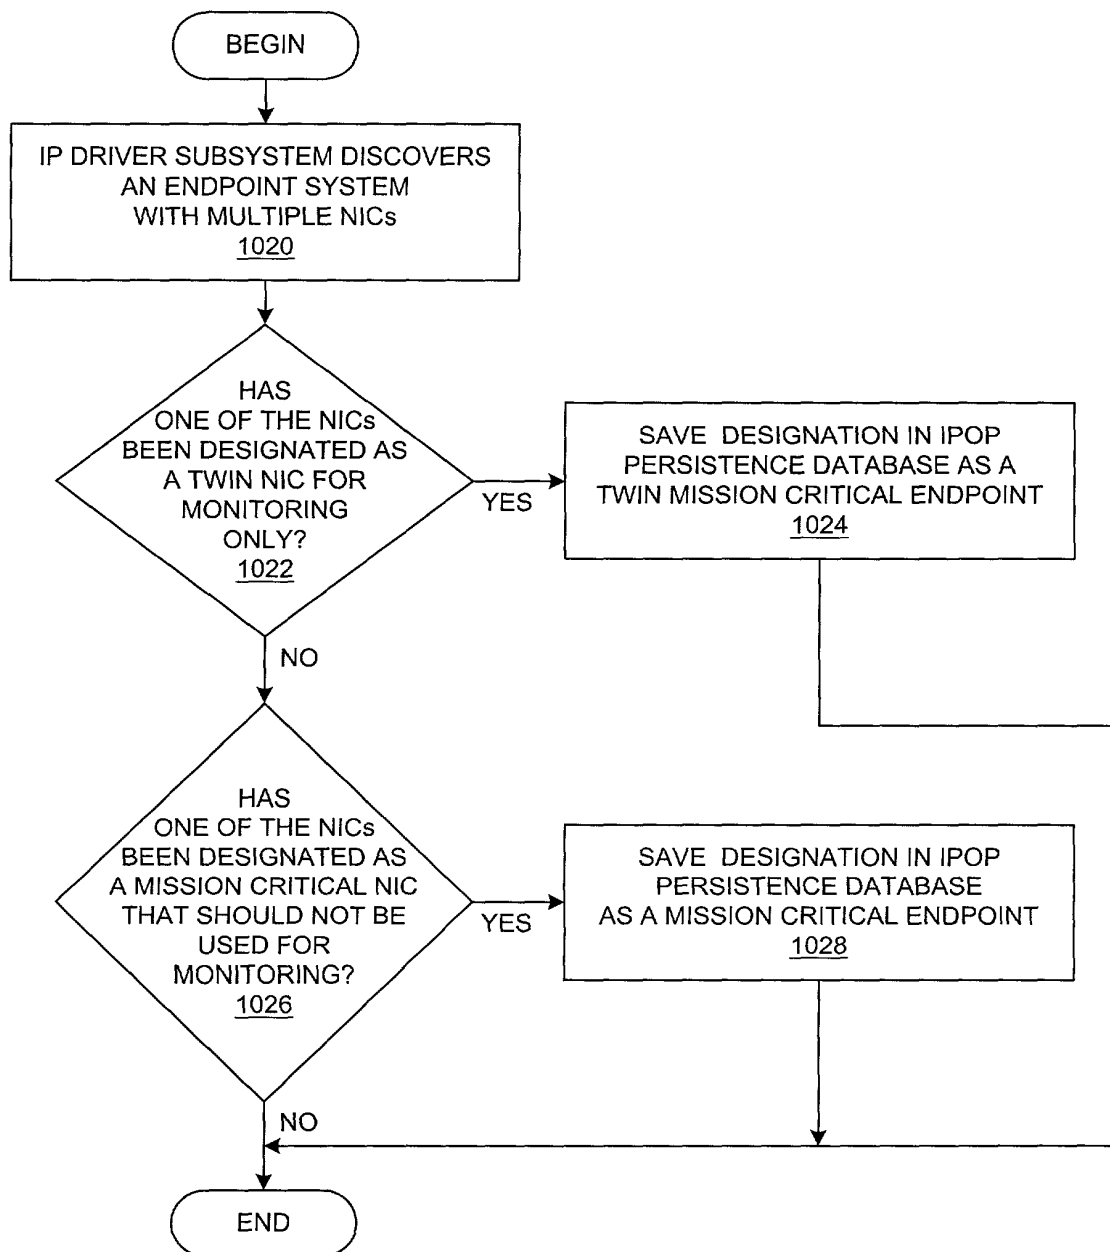 BEGIN
IP DRIVER SUBSYSTEM DISCOVERS
AN ENDPOINT SYSTEM
WITH MULTIPLE NICs
1020
HAS
ONE OF THE NICs
BEEN DESIGNATED AS
A TWIN NIC FOR
MONITORING
ONLY?
1022
YES
SAVE DESIGNATION IN IPOP
PERSISTENCE DATABASE AS A
TWIN MISSION CRITICAL ENDPOINT
1024
NO
HAS
ONE OF THE NICs
BEEN DESIGNATED AS
A MISSION CRITICAL NIC
THAT SHOULD NOT BE
USED FOR
MONITORING?
1026
YES
SAVE DESIGNATION IN IPOP
PERSISTENCE DATABASE
AS A MISSION CRITICAL ENDPOINT
1028
NO
END